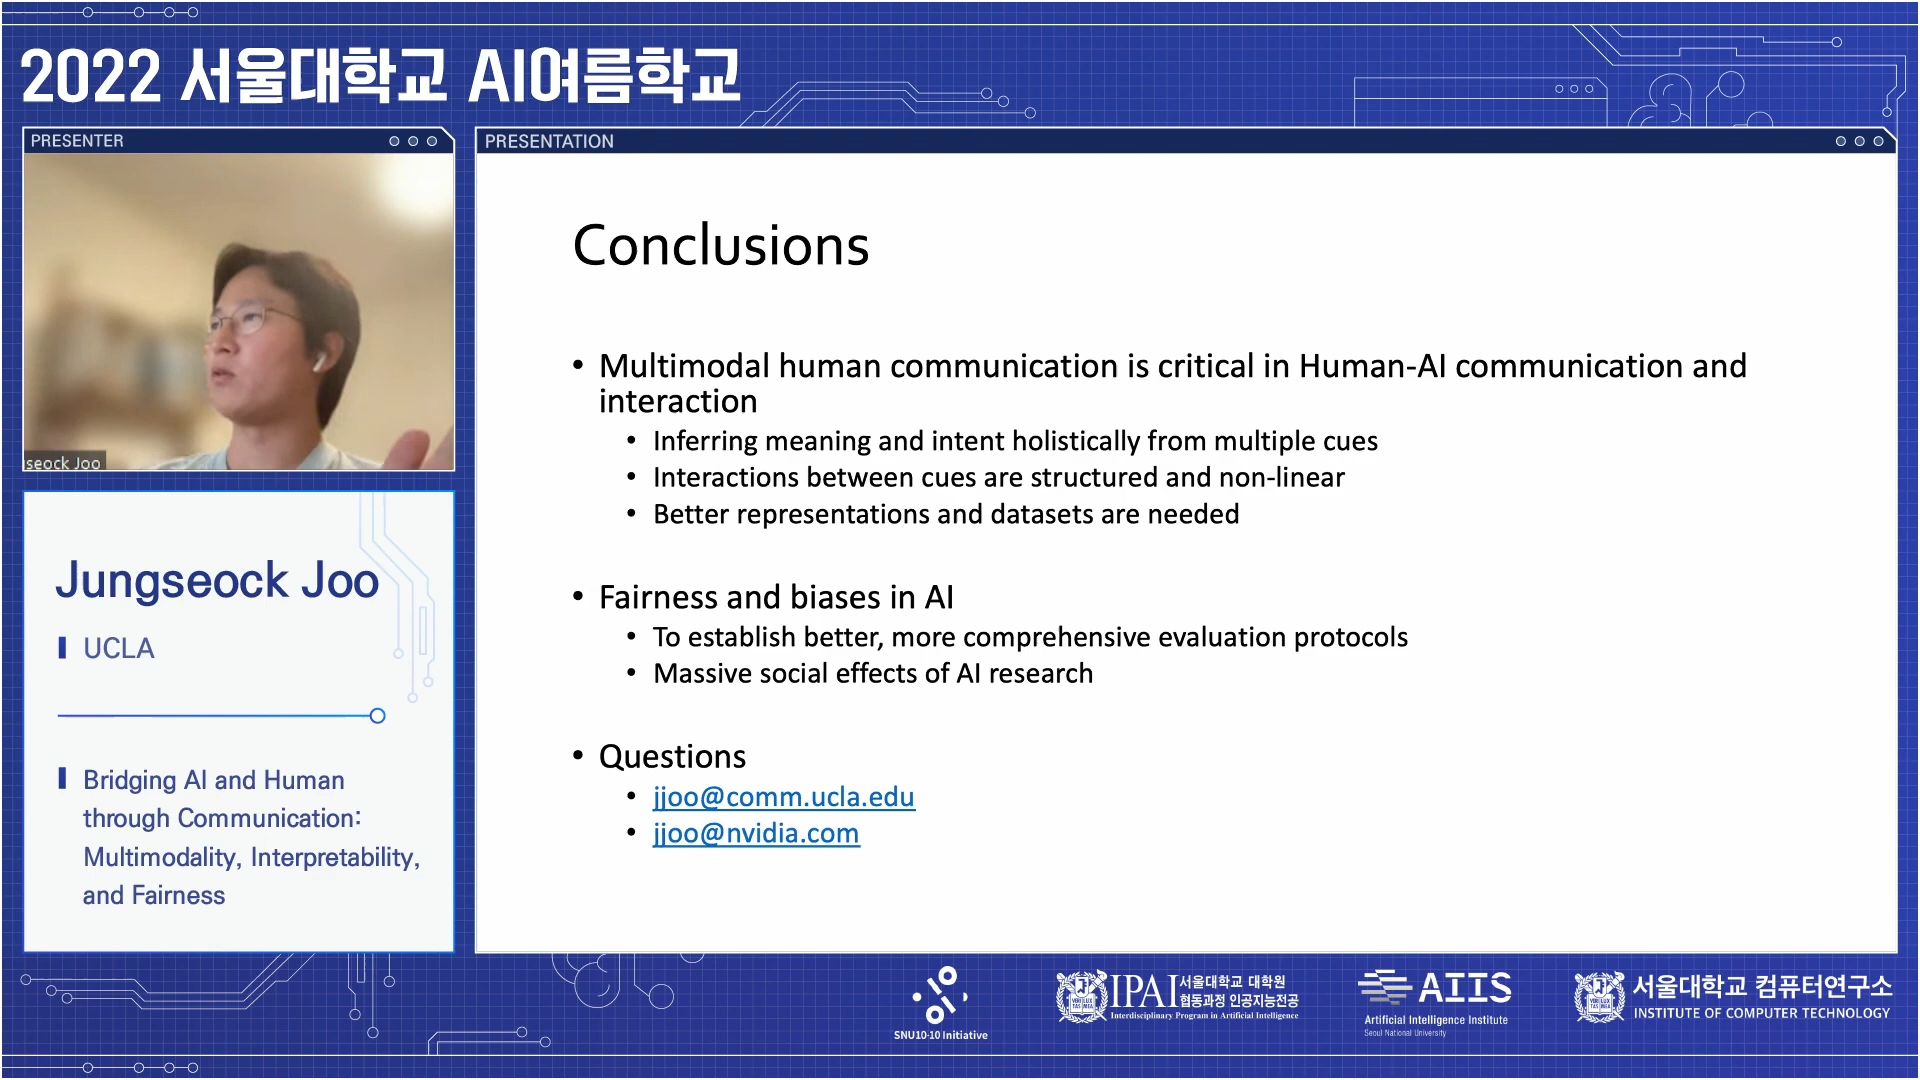 2022 서울대학교 AI여름학교
PRESENTER
seock Joo
Jungseock Joo
UCLA
Bridging AI and Human
through Communication:
Multimodality, Interpretability,
and Fairness
PRESENTATION
Conclusions
• Multimodal human communication is critical in Human-AI communication and
interaction
• Inferring meaning and intent holistically from multiple cues
• Interactions between cues are structured and non-linear
• Better representations and datasets are needed
• Fairness and biases in AI
• To establish better, more comprehensive evaluation protocols
• Massive social effects of AI research
• Questions
• jjoo@comm.ucla.edu
• jjoo@nvidia.com
SNU10·10 Initiative
IPAI 서울대학교 대학원
협동과정 인공지능전공
Interdisciplinary Program in Artificial Intelligence
AIIS
Artificial Intelligence Institute
Seoul National University
서울대학교 컴퓨터연구소
INSTITUTE OF COMPUTER TECHNOLOGY